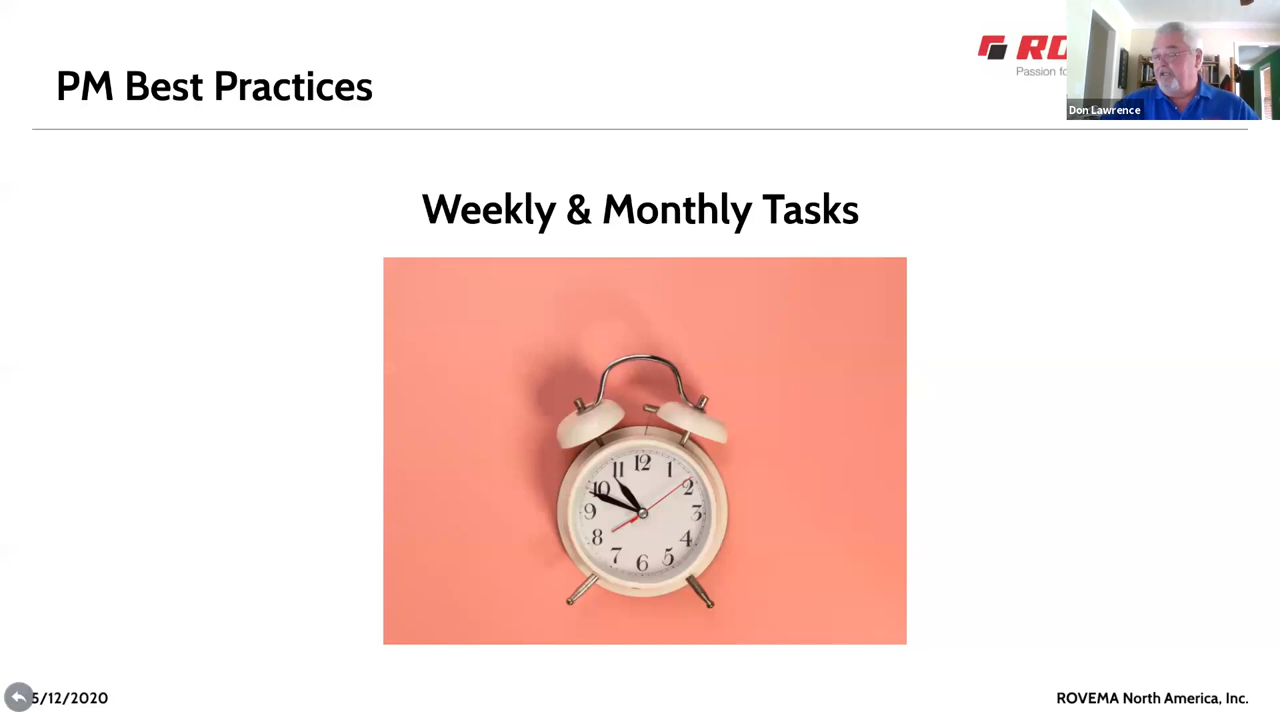 PM Best Practices
RO
Passion fo
Don Lawrence
Weekly & Monthly Tasks
12
11
1
10
2
9
3
8
4
7
5
6
5/12/2020
ROVEMA North America, Inc.